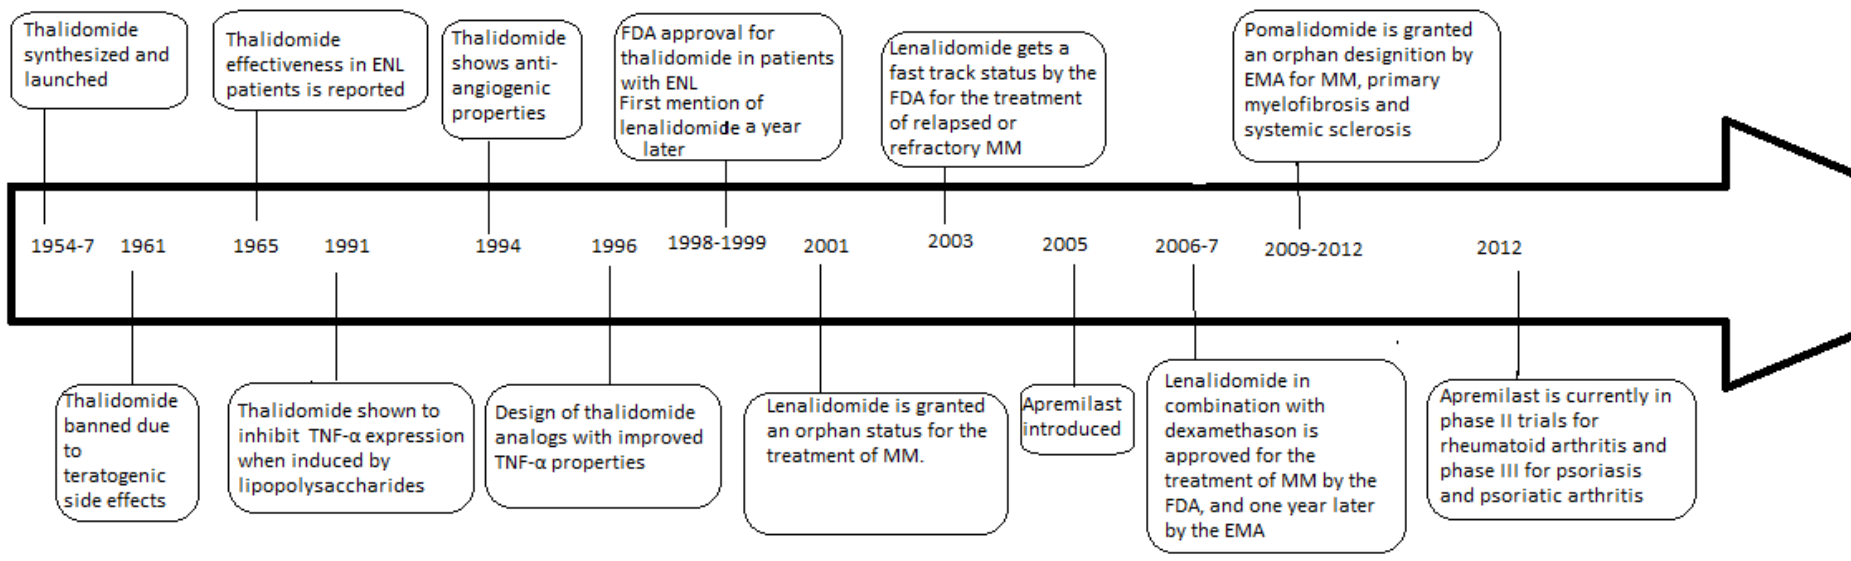 Thalidomide
synthesized and
launched
Thalidomide
effectiveness in ENL
patients is reported
Thalidomide
shows anti-
angiogenic
properties
FDA approval for
thalidomide in patients
with ENL
First mention of
lenalidomide a year
later
Lenalidomide gets a
fast track status by the
FDA for the treatment
of relapsed or
refractory MM
Pomalidomide is granted
an orphan designition by
EMA for MM, primary
myelofibrosis and
systemic sclerosis
1954-7 1961 1965 1991 1994 1996 1998-1999 2001 2003 2005 2006-7 2009-2012 2012
Thalidomide
banned due
to
teratogenic
side effects
Thalidomide shown to
inhibit TNF-α expression
when induced by
lipopolysaccharides
Design of thalidomide
analogs with improved
TNF-α properties
Lenalidomide is granted
an orphan status for the
treatment of MM.
Apremilast
introduced
Lenalidomide in
combination with
dexamethason is
approved for the
treatment of MM by the
FDA, and one year later
by the EMA
Apremilast is currently in
phase II trials for
rheumatoid arthritis and
phase III for psoriasis
and psoriatic arthritis